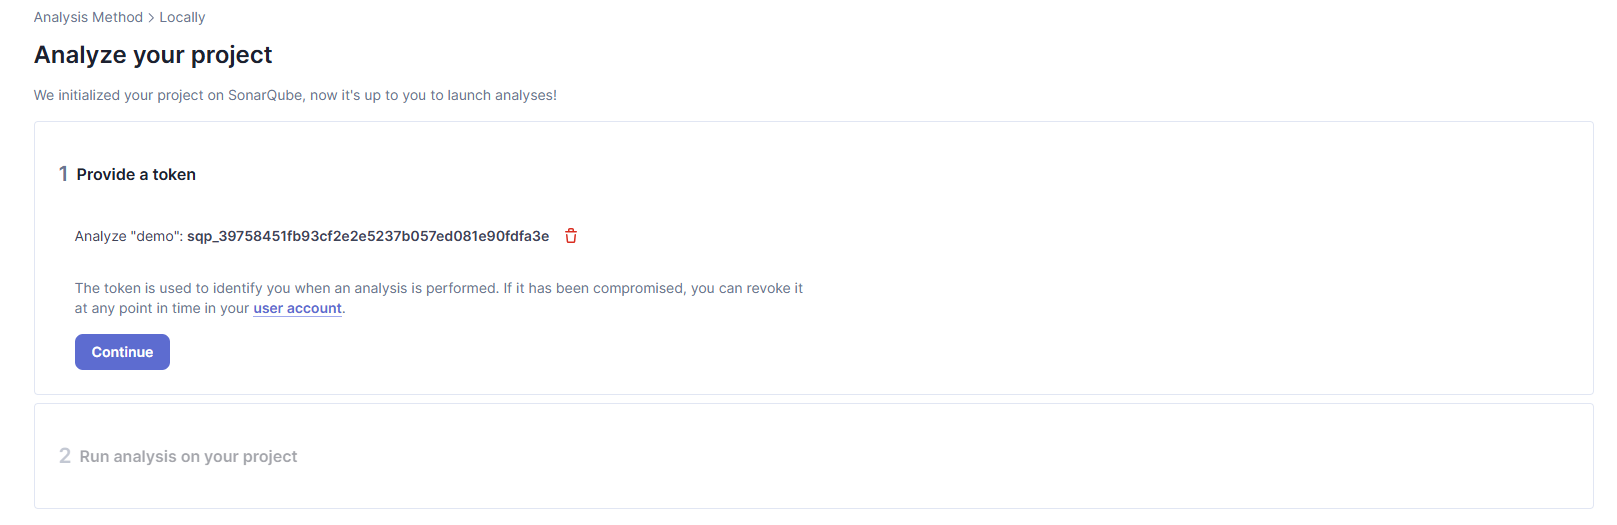 Analysis Method > Locally
Analyze your project
We initialized your project on SonarQube, now it's up to you to launch analyses!
1 Provide a token
Analyze "demo": sqp_39758451fb93cf2e2e5237b057ed081e90fdfa3e
The token is used to identify you when an analysis is performed. If it has been compromised, you can revoke it
at any point in time in your user account.
Continue
2 Run analysis on your project